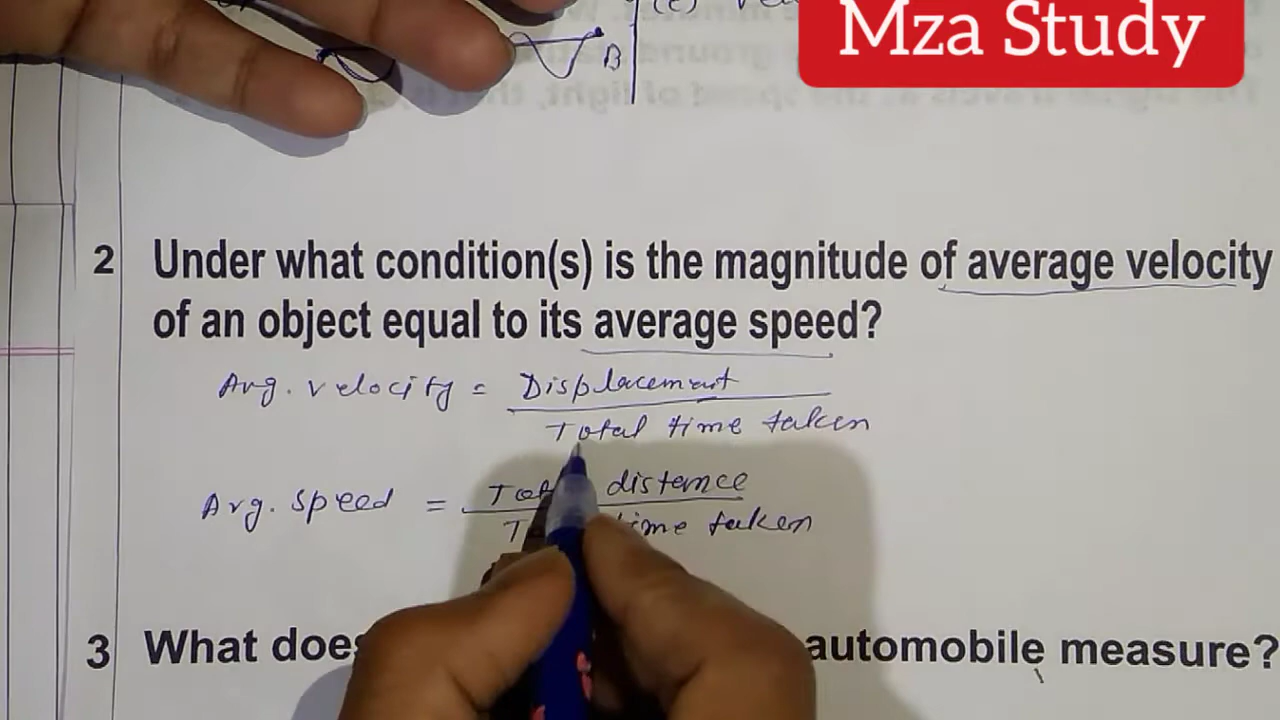 (c)
Mza Study
B
2 Under what condition(s) is the magnitude of average velocity
of an object equal to its average speed?
Avg. velocity = Displacement
Total time taken
Avg. speed = distance
time taken
3 What does automobile measure?